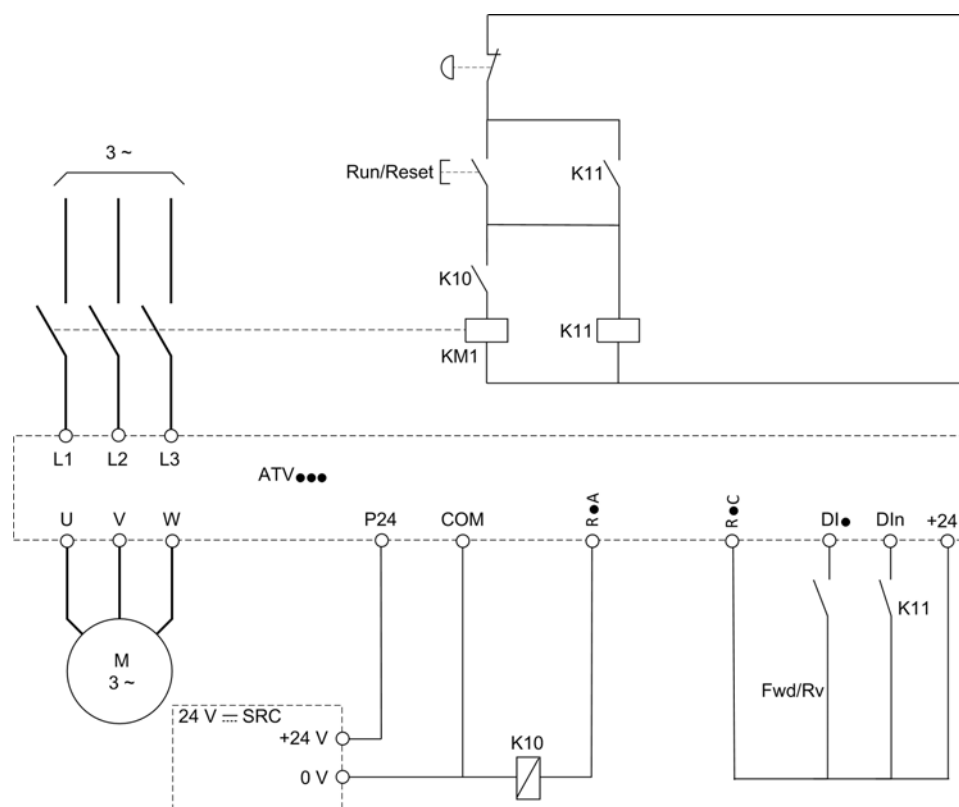 3 ~
Run/Reset
K11
K10
KM1
K11
L1 L2 L3
ATV●●●
U V W
P24 COM R●A R●C DI● DIn +24
K11
M
3 ~
Fwd/Rv
24 V ⎓ SRC
+24 V
K10
0 V